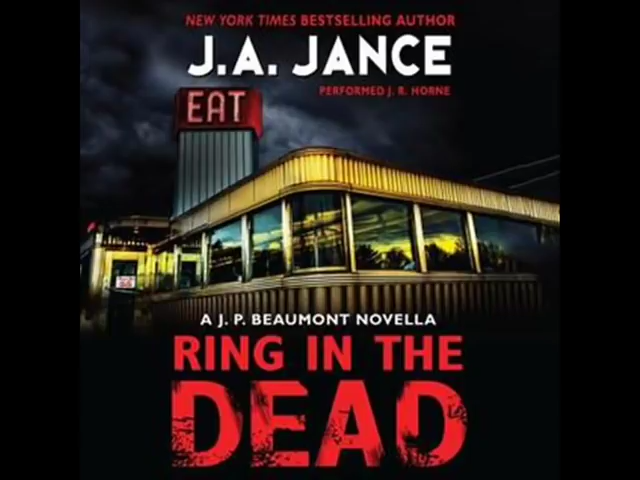 NEW YORK TIMES BESTSELLING AUTHOR
J.A. JANCE
PERFORMED J. R. HORNE
EAT
A J. P. BEAUMONT NOVELLA
RING IN THE
DEAD